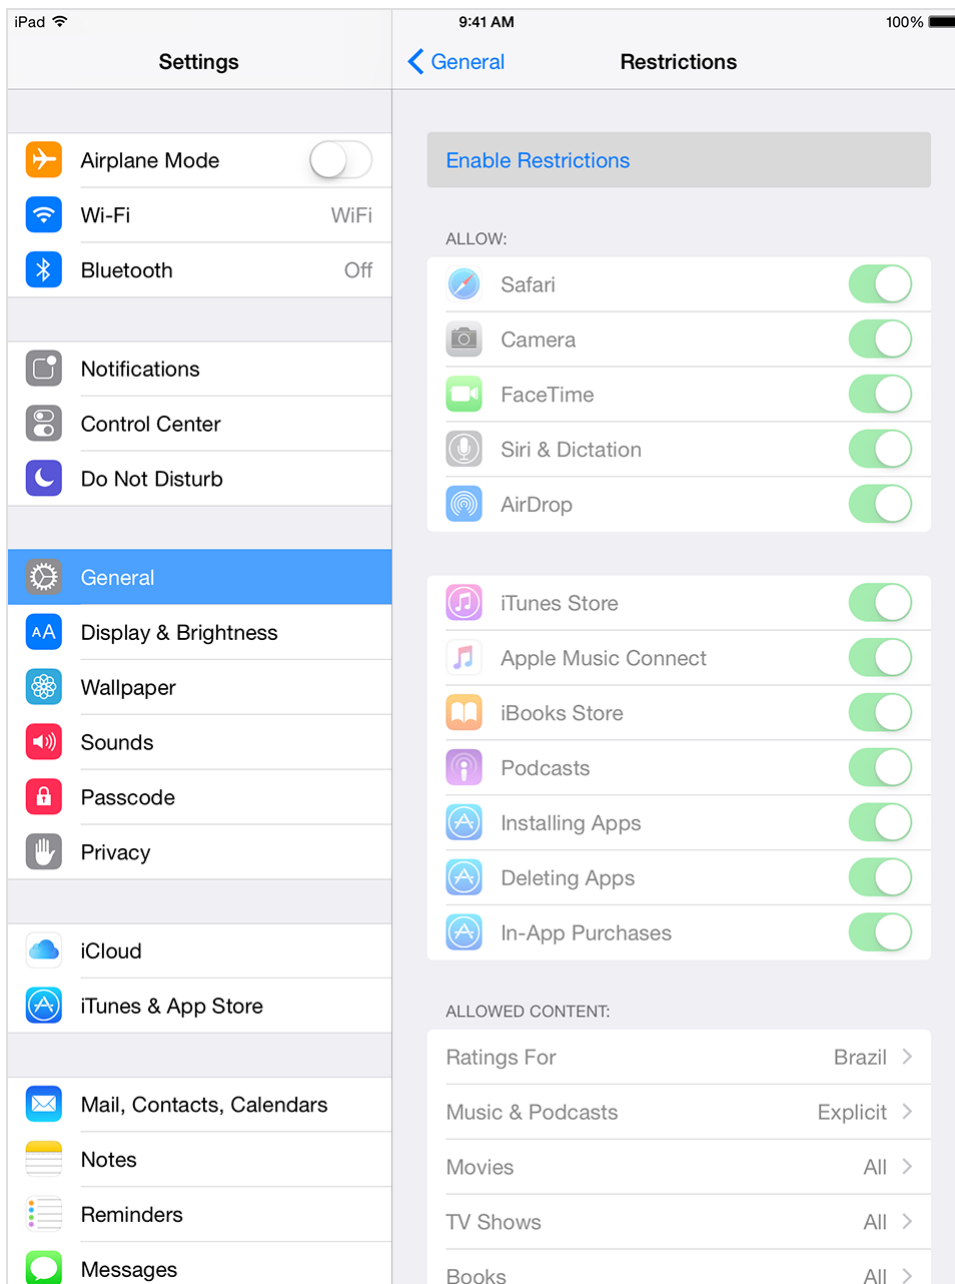 iPad
9:41 AM
100%
Settings
General
Restrictions
Airplane Mode
Wi-Fi
WiFi
Bluetooth
Off
Notifications
Control Center
Do Not Disturb
General
Display & Brightness
AA
Wallpaper
Sounds
Passcode
Privacy
iCloud
iTunes & App Store
Mail, Contacts, Calendars
Notes
Reminders
Messages
Enable Restrictions
ALLOW:
Safari
Camera
FaceTime
Siri & Dictation
AirDrop
iTunes Store
Apple Music Connect
iBooks Store
Podcasts
Installing Apps
Deleting Apps
In-App Purchases
ALLOWED CONTENT:
Ratings For
Brazil
Music & Podcasts
Explicit
Movies
All
TV Shows
All
Books
All